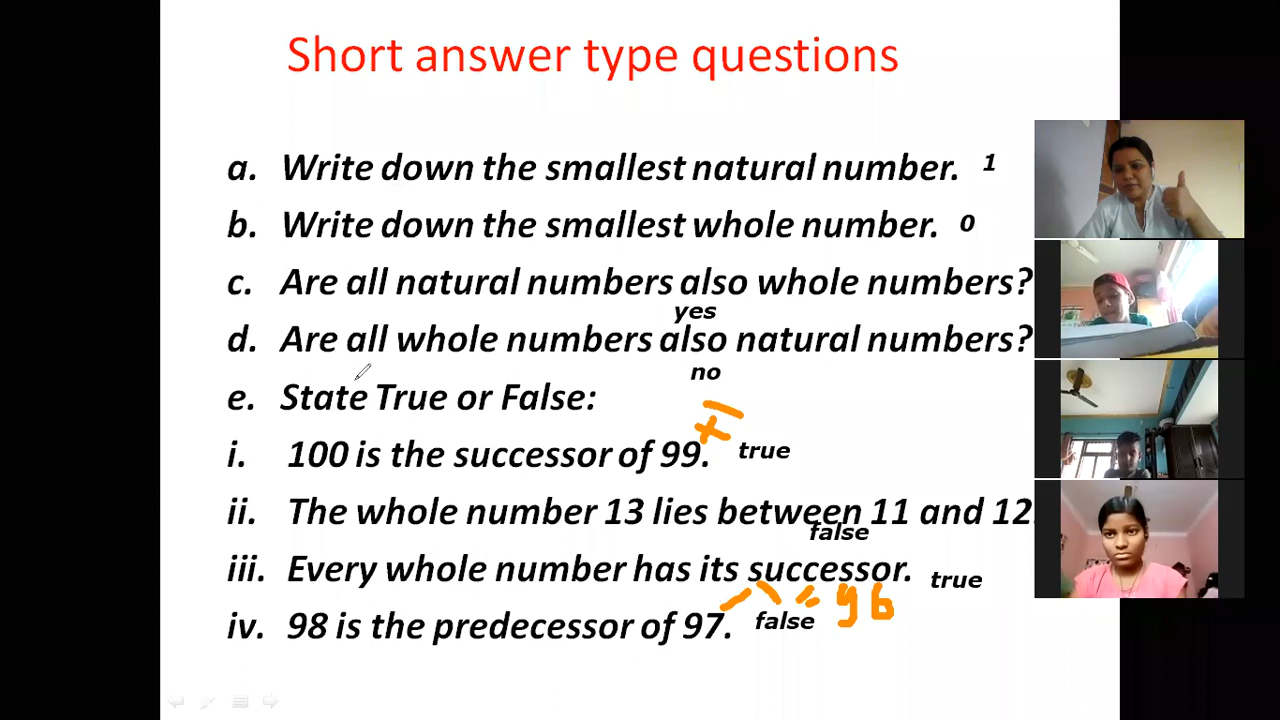 Short answer type questions
a. Write down the smallest natural number. 1
b. Write down the smallest whole number. 0
c. Are all natural numbers also whole numbers?
yes
d. Are all whole numbers also natural numbers?
no
e. State True or False:
i. 100 is the successor of 99. true
ii. The whole number 13 lies between 11 and 12.
false
iii. Every whole number has its successor. true
iv. 98 is the predecessor of 97. false
= 96